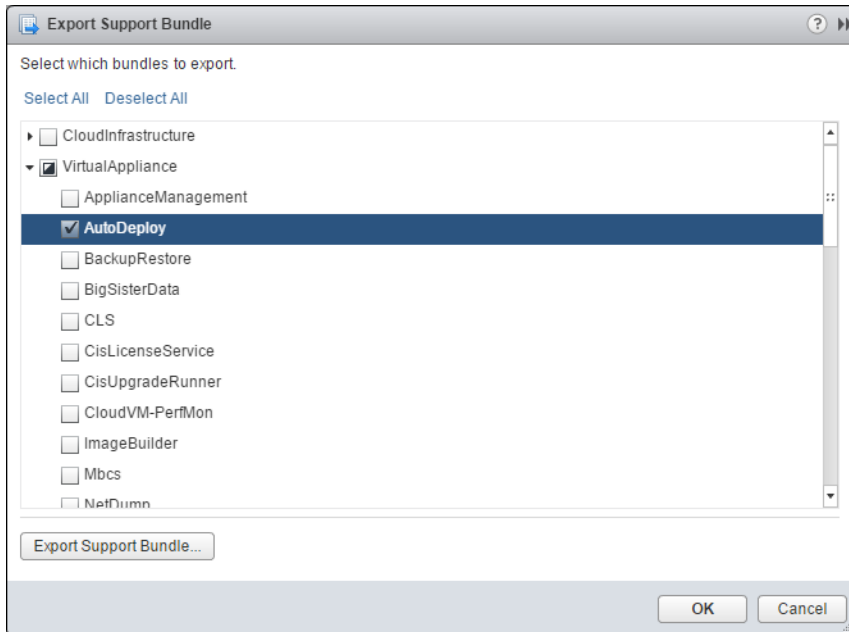 Export Support Bundle
Select which bundles to export.
Select All Deselect All
CloudInfrastructure
VirtualAppliance
ApplianceManagement
AutoDeploy
BackupRestore
BigSisterData
CLS
CisLicenseService
CisUpgradeRunner
CloudVM-PerfMon
ImageBuilder
Mbcs
NetDump
Export Support Bundle...
OK Cancel